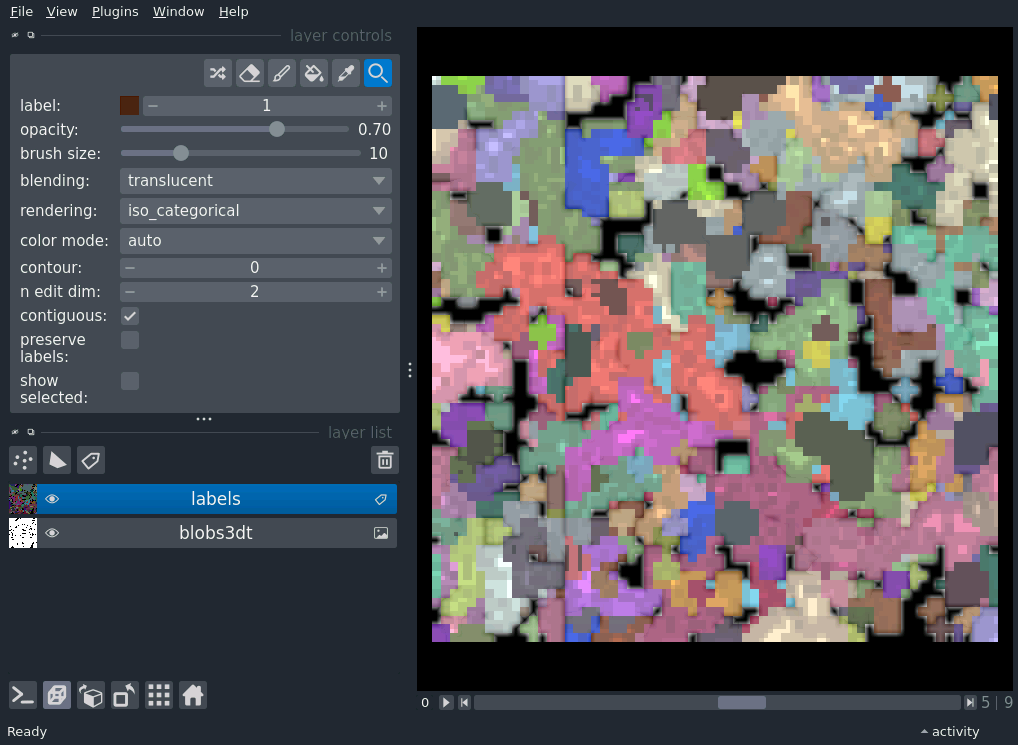 File View Plugins Window Help
layer controls
label: 1
opacity: 0.70
brush size: 10
blending: translucent
rendering: iso_categorical
color mode: auto
contour: 0
n edit dim: 2
contiguous:
preserve
labels:
show
selected:
layer list
labels
blobs3dt
0 5 | 9
Ready activity